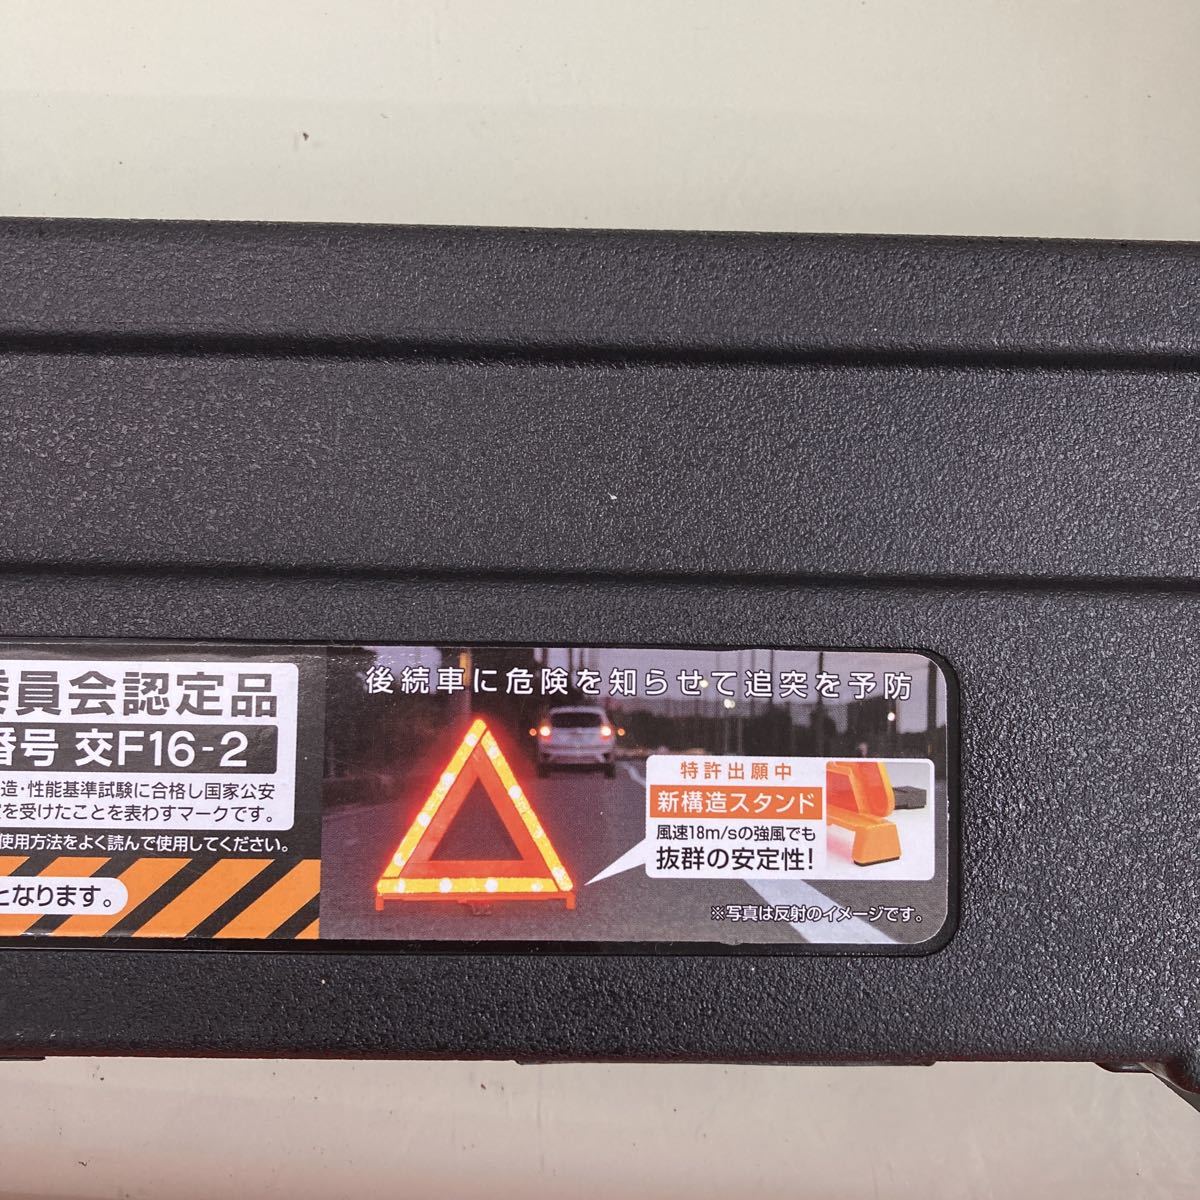 委員会認定品
番号 交F16-2
造・性能基準試験に合格し国家公安
を受けたことを表わすマークです。
使用方法をよく読んで使用してください。
となります。
後続車に危険を知らせて追突を予防
特許出願中
新構造スタンド
風速18m/sの強風でも
抜群の安定性!
※写真は反射のイメージです。